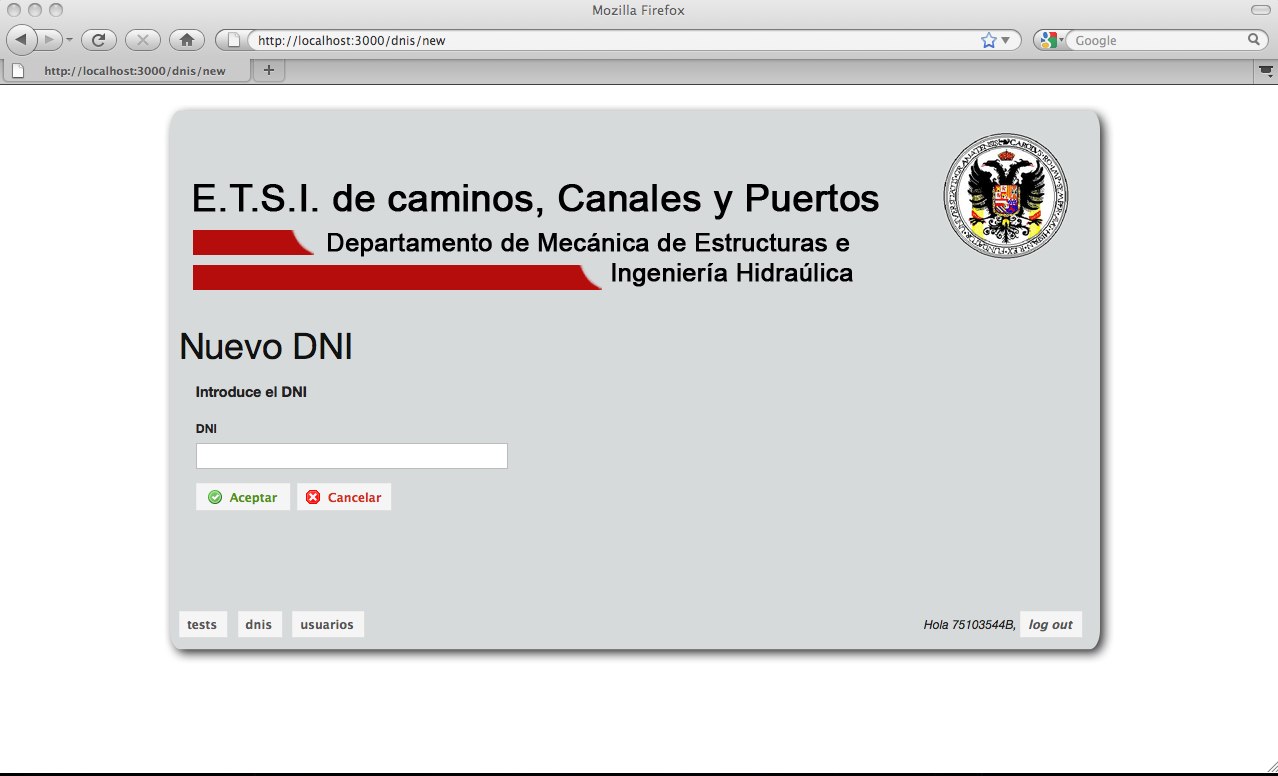 Mozilla Firefox
http://localhost:3000/dnis/new
Google
http://localhost:3000/dnis/new
E.T.S.I. de caminos, Canales y Puertos
Departamento de Mecánica de Estructuras e
Ingeniería Hidraúlica
Nuevo DNI
Introduce el DNI
DNI
Aceptar
Cancelar
tests
dnis
usuarios
Hola 75103544B,
log out